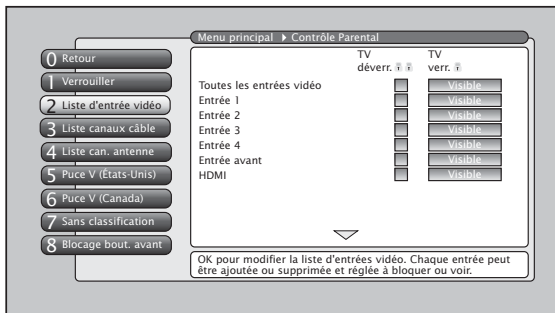 Menu principal Contrôle Parental
TV TV
déverr. verr.
0 Retour
1 Verrouiller
2 Liste d'entrée vidéo
3 Liste canaux câble
4 Liste can. antenne
5 Puce V (États-Unis)
6 Puce V (Canada)
7 Sans classification
8 Blocage bout. avant
Toutes les entrées vidéo Visible
Entrée 1 Visible
Entrée 2 Visible
Entrée 3 Visible
Entrée 4 Visible
Entrée avant Visible
HDMI Visible
OK pour modifier la liste d'entrées vidéo. Chaque entrée peut
être ajoutée ou supprimée et réglée à bloquer ou voir.